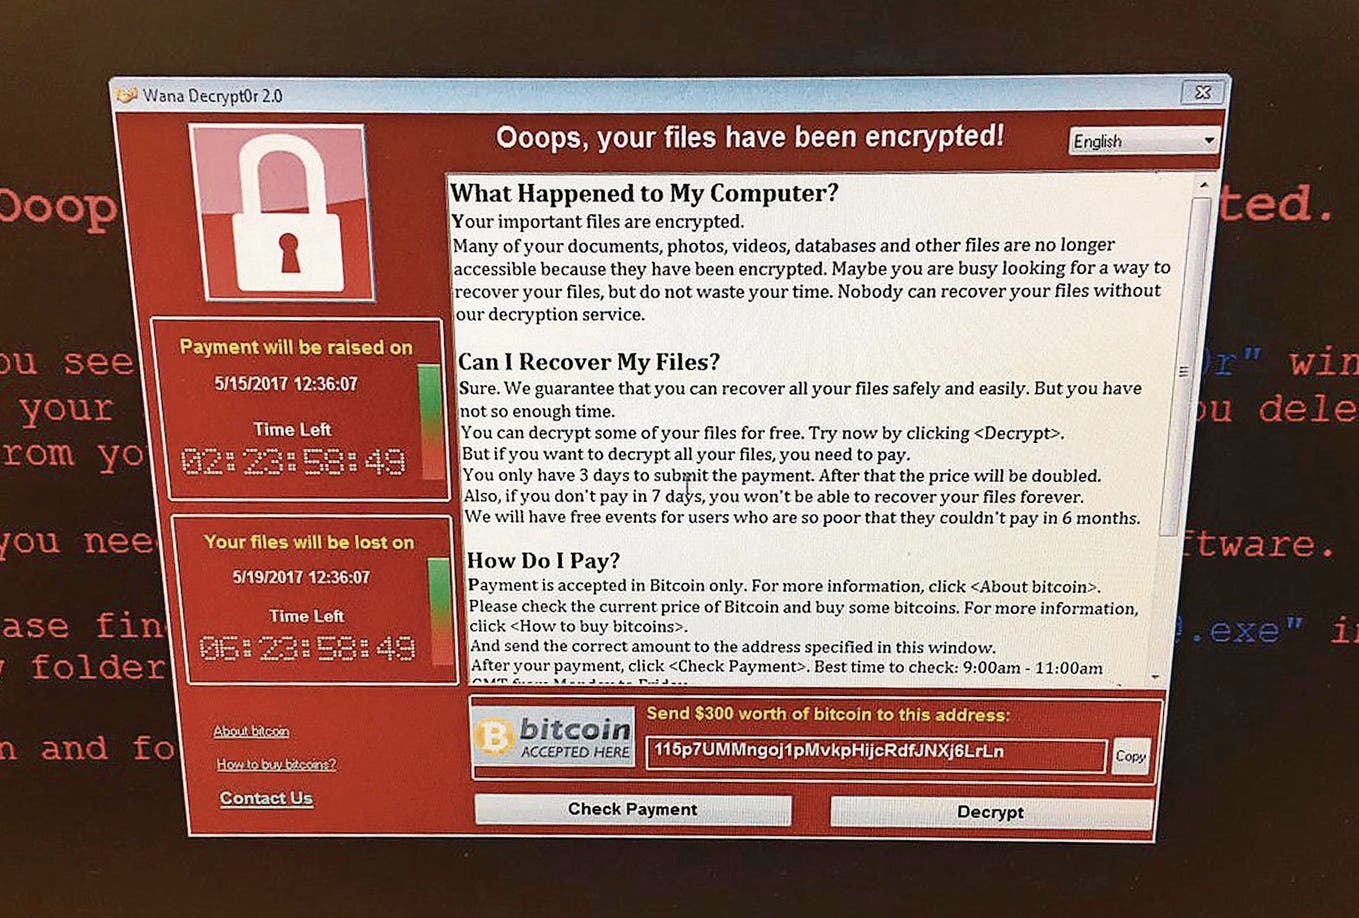 Wana Decrypt0r 2.0
Ooops, your files have been encrypted!
English
What Happened to My Computer?
Your important files are encrypted.
Many of your documents, photos, videos, databases and other files are no longer
accessible because they have been encrypted. Maybe you are busy looking for a way to
recover your files, but do not waste your time. Nobody can recover your files without
our decryption service.
Can I Recover My Files?
Sure. We guarantee that you can recover all your files safely and easily. But you have
not so enough time.
You can decrypt some of your files for free. Try now by clicking <Decrypt>.
But if you want to decrypt all your files, you need to pay.
You only have 3 days to submit the payment. After that the price will be doubled.
Also, if you don't pay in 7 days, you won't be able to recover your files forever.
We will have free events for users who are so poor that they couldn't pay in 6 months.
How Do I Pay?
Payment is accepted in Bitcoin only. For more information, click <About bitcoin>.
Please check the current price of Bitcoin and buy some bitcoins. For more information,
click <How to buy bitcoins>.
And send the correct amount to the address specified in this window.
After your payment, click <Check Payment>. Best time to check: 9:00am - 11:00am
GMT from Monday to Friday
Payment will be raised on
5/15/2017 12:36:07
Time Left
02:23:58:49
Your files will be lost on
5/19/2017 12:36:07
Time Left
06:23:58:49
About bitcoin
How to buy bitcoins?
Contact Us
bitcoin
ACCEPTED HERE
Send $300 worth of bitcoin to this address:
115p7UMMngoj1pMvkpHijcRdfJNXj6LrLn
Copy
Check Payment
Decrypt
Ooop
ted.
ou see
0r" win
your
ou dele
rom yo
you nee
ftware.
ase fin
.exe" i
folder
n and fo